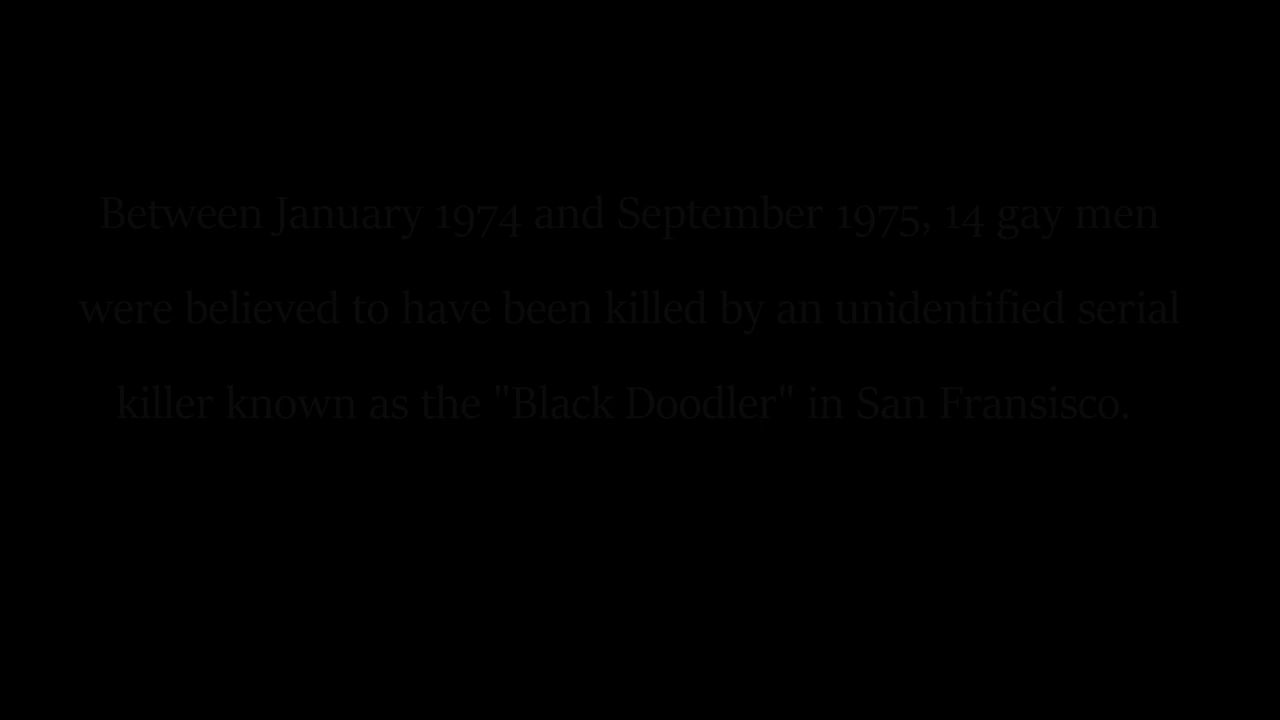 Between January 1974 and September 1975, 14 gay men
were believed to have been killed by an unidentified serial
killer known as the "Black Doodler" in San Fransisco.